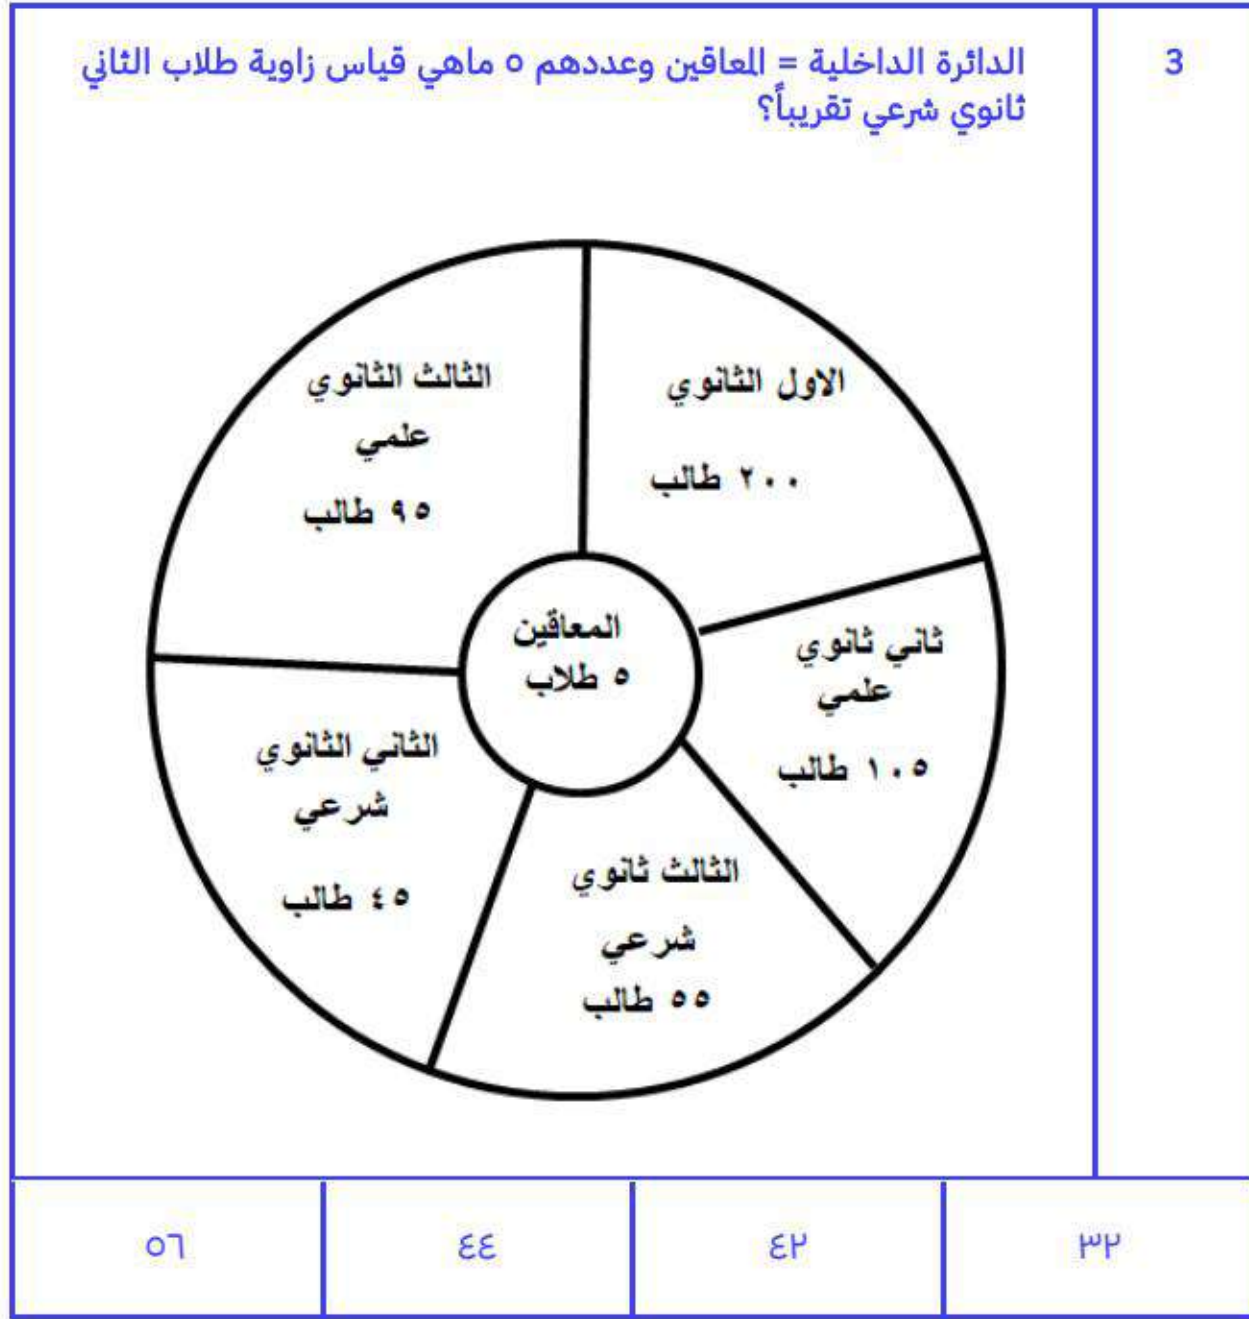 3
الدائرة الداخلية = المعاقين وعددهم ٥ ماهي قياس زاوية طلاب الثاني
ثانوي شرعي تقريباً؟
الاول الثانوي
٢٠٠ طالب
الثالث الثانوي
علمي
٩٥ طالب
المعاقين
٥ طلاب
ثاني ثانوي
علمي
١٠٥ طالب
الثاني الثانوي
شرعي
٤٥ طالب
الثالث ثانوي
شرعي
٥٥ طالب
٣٢
٤٢
٤٤
٥٦